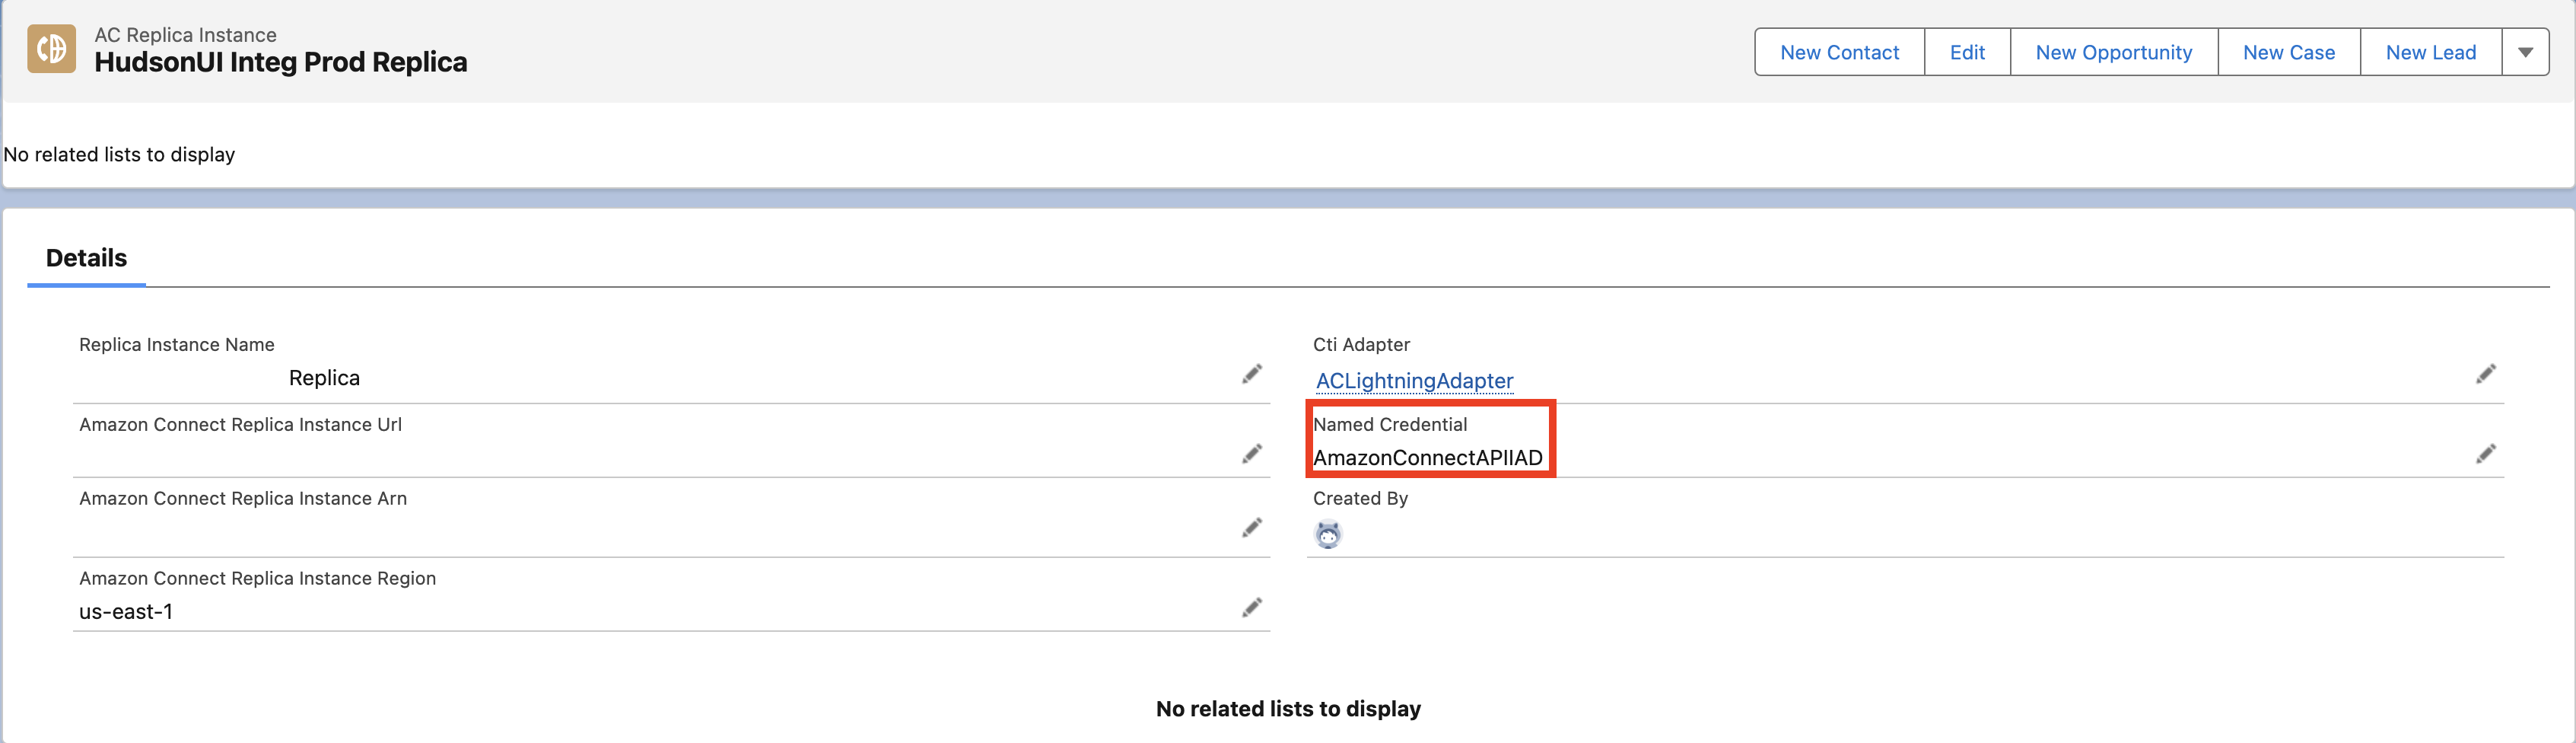 AC Replica Instance
HudsonUI Integ Prod Replica
New Contact
Edit
New Opportunity
New Case
New Lead
No related lists to display
Details
Replica Instance Name
Replica
Amazon Connect Replica Instance Url
Amazon Connect Replica Instance Arn
Amazon Connect Replica Instance Region
us-east-1
Cti Adapter
ACLightningAdapter
Named Credential
AmazonConnectAPIIAD
Created By
No related lists to display